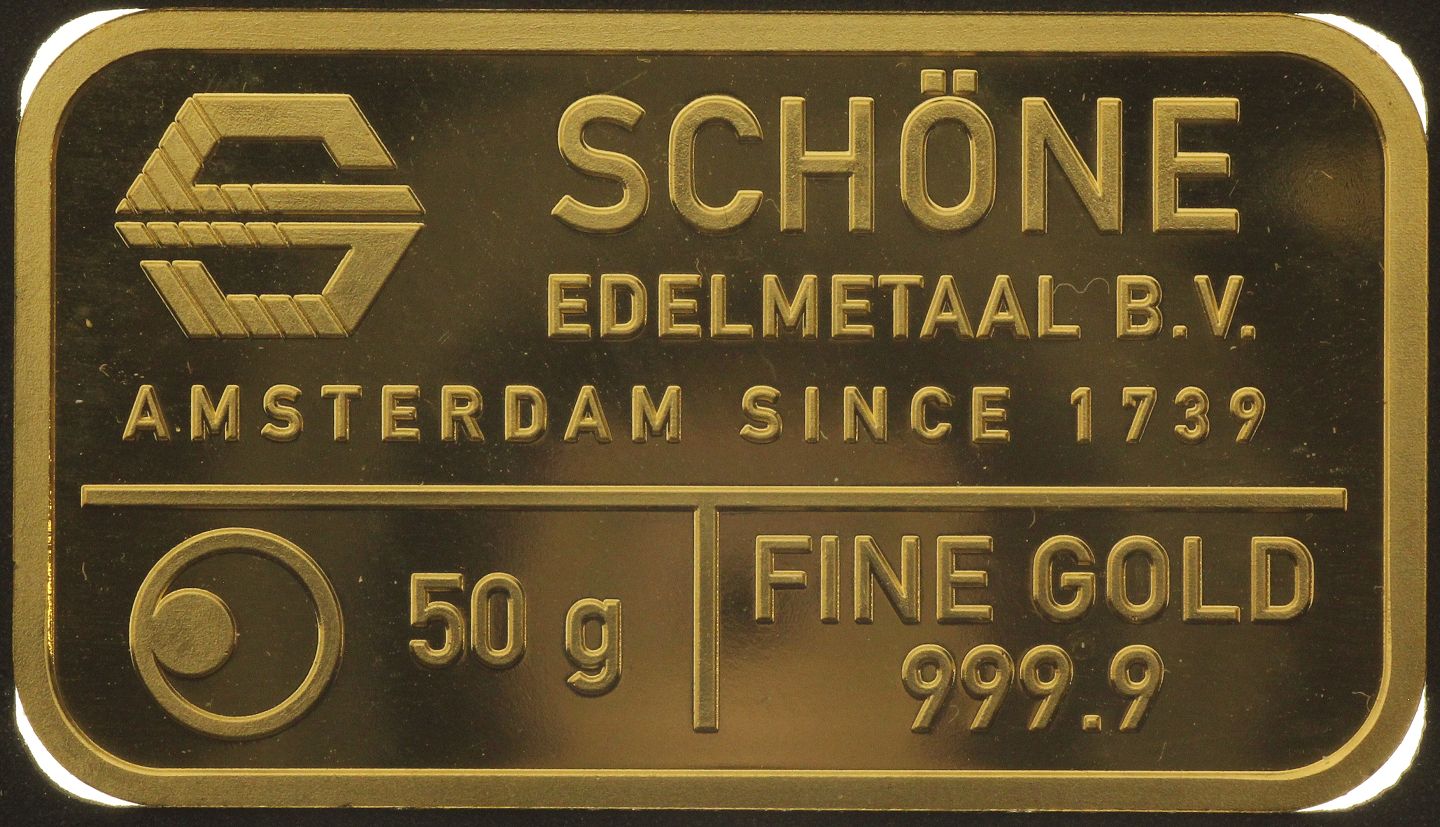 SCHÖNE
EDELMETAAL B.V.
AMSTERDAM SINCE 1739
50 g
FINE GOLD
999.9